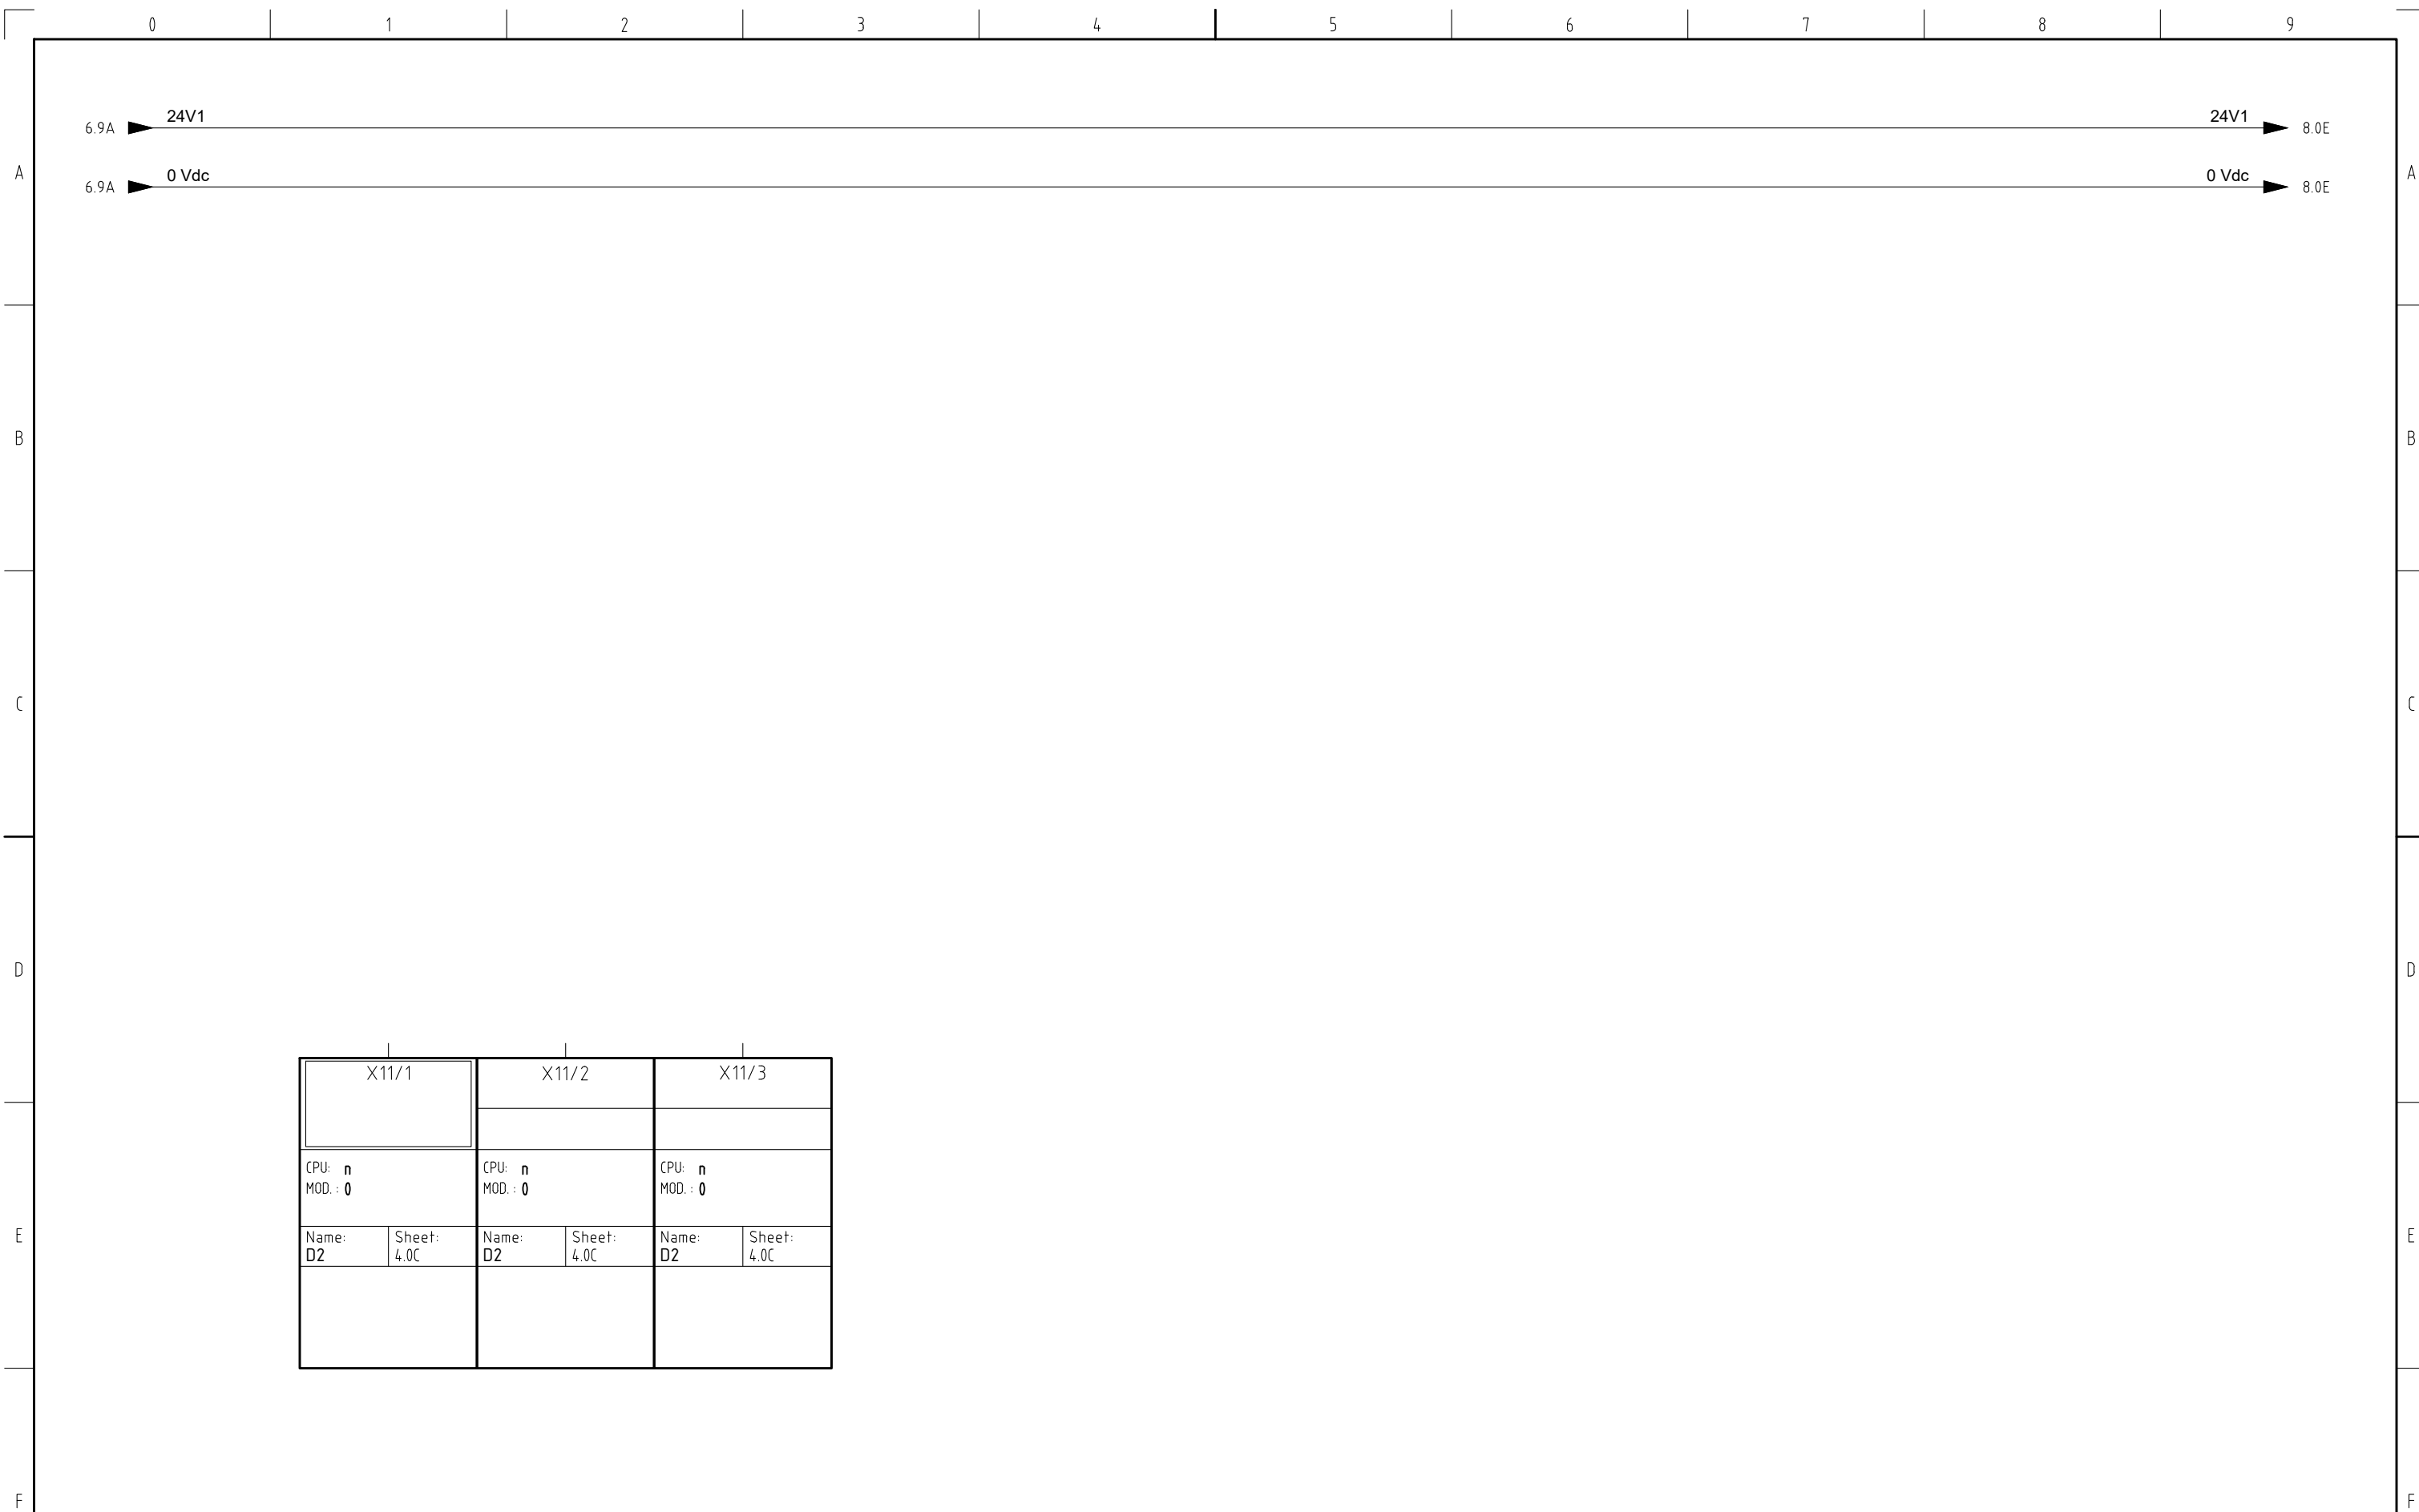 0 1 2 3 4 5 6 7 8 9
24V1 24V1
6.9A 8.0E
0 Vdc 0 Vdc
6.9A 8.0E
A A
B B
C C
D D
X11/1 X11/2 X11/3
CPU: n CPU: n CPU: n
MOD. : 0 MOD. : 0 MOD. : 0
Name: Sheet: Name: Sheet: Name: Sheet:
D2 4.0C D2 4.0C D2 4.0C
E E
F F